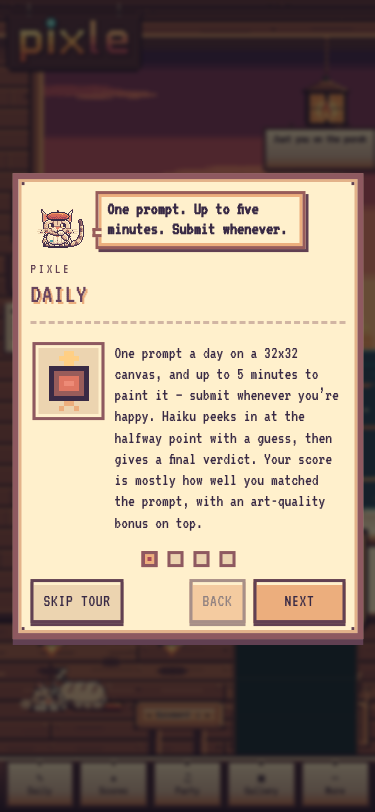 pixle
One prompt. Up to five
minutes. Submit whenever.
PIXLE
DAILY
One prompt a day on a 32x32
canvas, and up to 5 minutes to
paint it – submit whenever you’re
happy. Haiku peeks in at the
halfway point with a guess, then
gives a final verdict. Your score
is mostly how well you matched
the prompt, with an art-quality
bonus on top.
SKIP TOUR
BACK
NEXT
Daily
Gallery